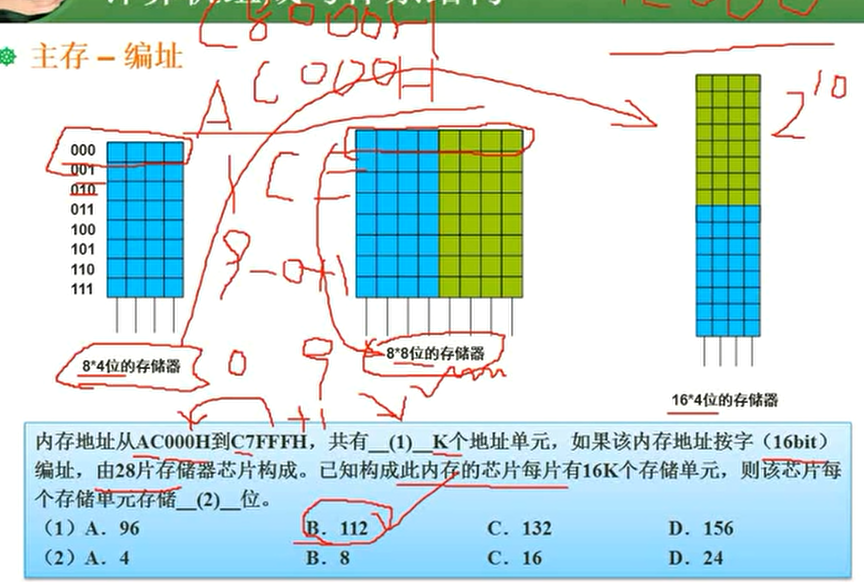 主存 – 编址
000
001
010
011
100
101
110
111
8*4位的存储器
8*8位的存储器
16*4位的存储器
2^10
内存地址从AC000H到C7FFFH，共有__(1)__K个地址单元，如果该内存地址按字（16bit）
编址，由28片存储器芯片构成。已知构成此内存的芯片每片有16K个存储单元，则该芯片每
个存储单元存储__(2)__位。
（1）A．96 B．112 C．132 D．156
（2）A．4 B．8 C．16 D．24